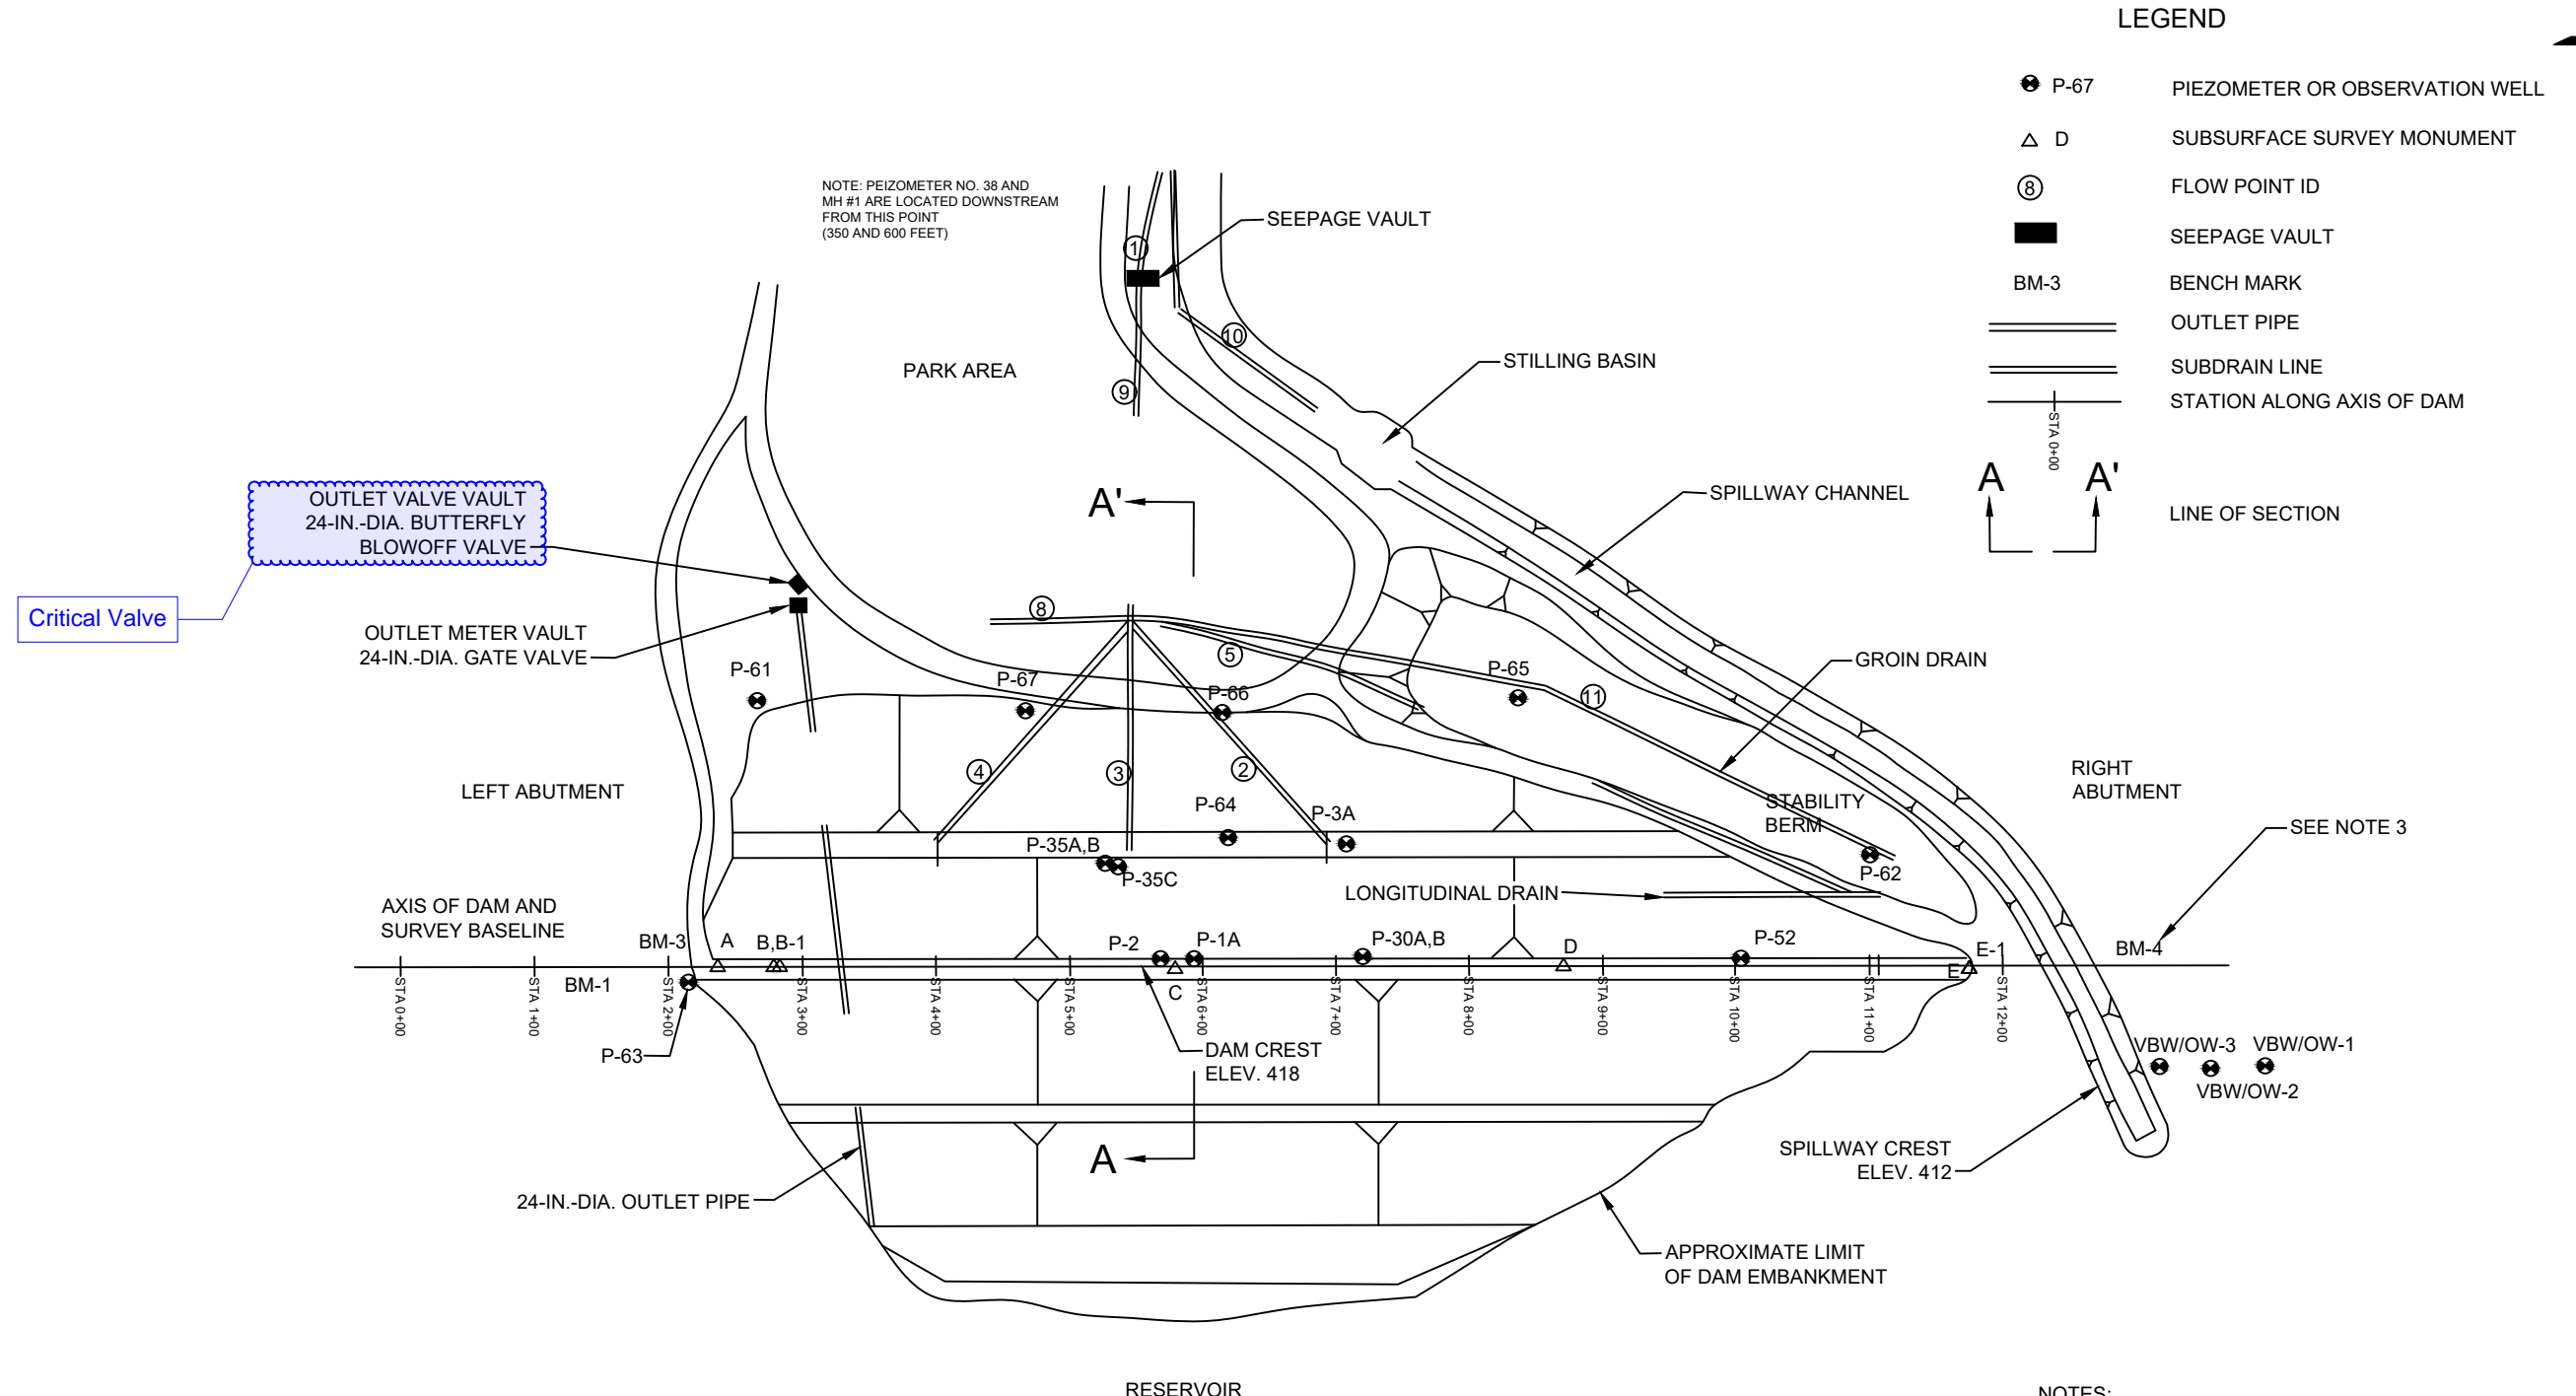 LEGEND
P-67
PIEZOMETER OR OBSERVATION WELL
D
SUBSURFACE SURVEY MONUMENT
8
FLOW POINT ID
SEEPAGE VAULT
BM-3
BENCH MARK
OUTLET PIPE
SUBDRAIN LINE
STATION ALONG AXIS OF DAM
STA 0+00
A
A'
LINE OF SECTION
NOTE: PEIZOMETER NO. 38 AND
MH #1 ARE LOCATED DOWNSTREAM
FROM THIS POINT
(350 AND 600 FEET)
SEEPAGE VAULT
1
10
PARK AREA
9
STILLING BASIN
SPILLWAY CHANNEL
A'
OUTLET VALVE VAULT
24-IN.-DIA. BUTTERFLY
BLOWOFF VALVE
Critical Valve
OUTLET METER VAULT
24-IN.-DIA. GATE VALVE
8
5
GROIN DRAIN
P-61
P-67
P-66
P-65
11
4
3
2
LEFT ABUTMENT
RIGHT
ABUTMENT
P-64
P-3A
STABILITY
BERM
SEE NOTE 3
P-35A,B
P-35C
P-62
LONGITUDINAL DRAIN
AXIS OF DAM AND
SURVEY BASELINE
BM-3
A
B,B-1
P-2
P-1A
P-30A,B
D
P-52
E-1
BM-4
BM-1
C
E
STA 0+00
STA 1+00
STA 2+00
STA 3+00
STA 4+00
STA 5+00
STA 6+00
STA 7+00
STA 8+00
STA 9+00
STA 10+00
STA 11+00
STA 12+00
P-63
DAM CREST
ELEV. 418
VBW/OW-3
VBW/OW-1
VBW/OW-2
A
SPILLWAY CREST
ELEV. 412
24-IN.-DIA. OUTLET PIPE
APPROXIMATE LIMIT
OF DAM EMBANKMENT
RESERVOIR
NOTES: